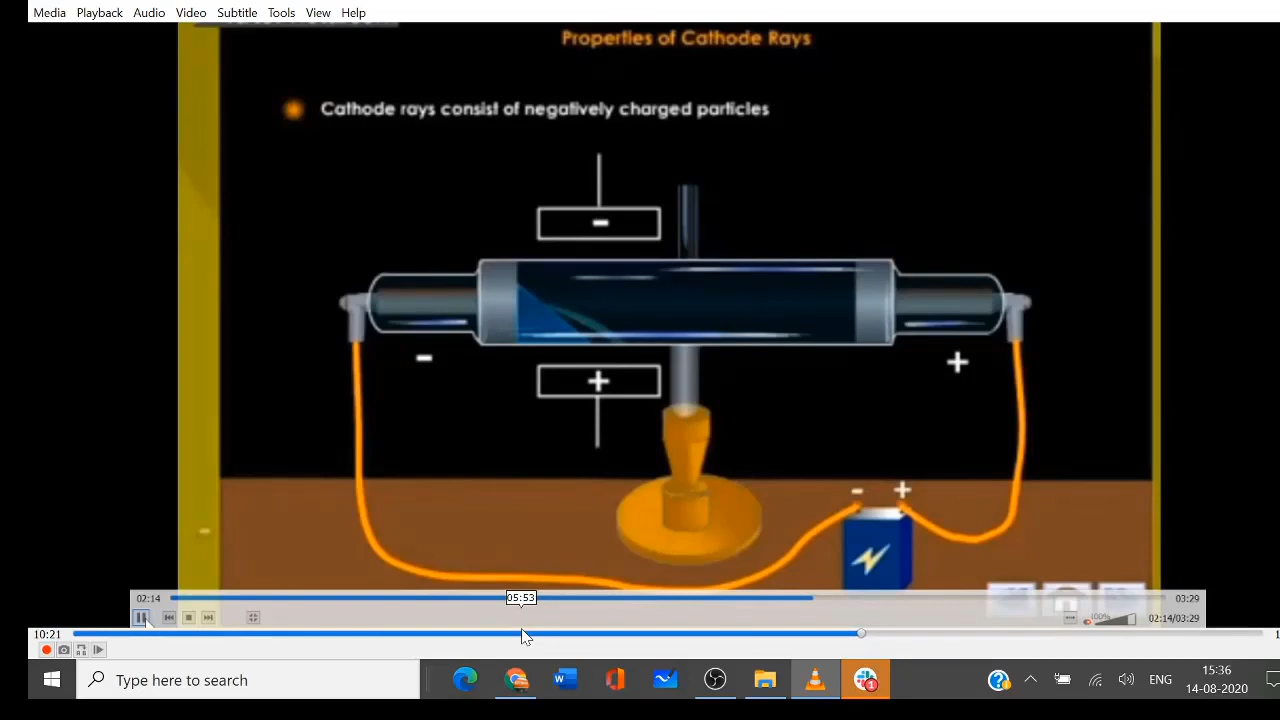 Media Playback Audio Video Subtitle Tools View Help
Properties of Cathode Rays
Cathode rays consist of negatively charged particles
-
- +
+
- +
02:14 05:53 03:29
100% 02:14/03:29
10:21
Type here to search
1
ENG
15:36
14-08-2020